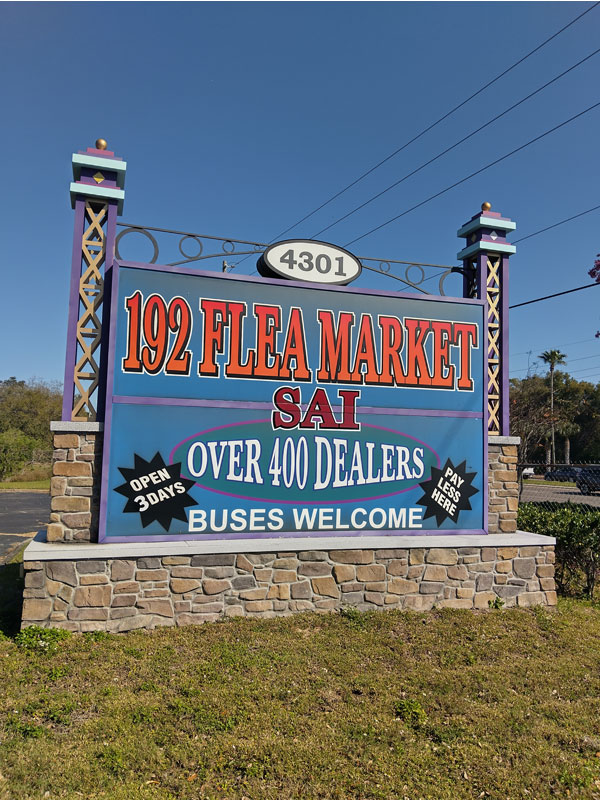 4301
192 FLEA MARKET
SAI
OVER 400 DEALERS
OPEN
3 DAYS
PAY
LESS
HERE
BUSES WELCOME